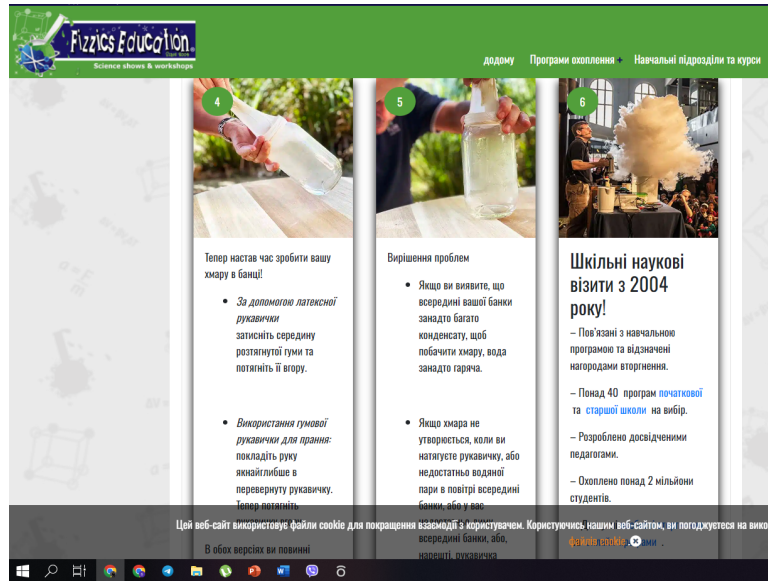 Fizzics Education
Science shows & workshops
додому Програми охоплення + Навчальні підрозділи та курси
4
Тепер настав час зробити вашу
хмару в банці!
За допомогою латексної
рукавички
затисніть середину
розтягнутої гуми та
потягніть її вгору.
Використання гумової
рукавички для прання:
покладіть руку
якнайглибше в
перевернуту рукавичку.
Тепер потягніть
В обох версіях ви повинні
5
Вирішення проблем
Якщо ви виявите, що
всередині вашої банки
занадто багато
конденсату, щоб
побачити хмару, вода
занадто гаряча.
Якщо хмара не
утворюється, коли ви
натягуєте рукавичку, або
недостатньо водяної
пари в повітрі всередині
банки, або у вас
всередині банки, або,
нарешті, рукавичка
6
Шкільні наукові
візити з 2004
року!
– Пов'язані з навчальною
програмою та відзначені
нагородами вторгнення.
– Понад 40 програм початкової
та старшої школи на вибір.
– Розроблено досвідченими
педагогами.
– Охоплено понад 2 мільйони
студентів.
Цей веб-сайт використовує файли cookie для покращення взаємодії з користувачем. Користуючись нашим веб-сайтом, ви погоджуєтеся на вико
файлів cookie